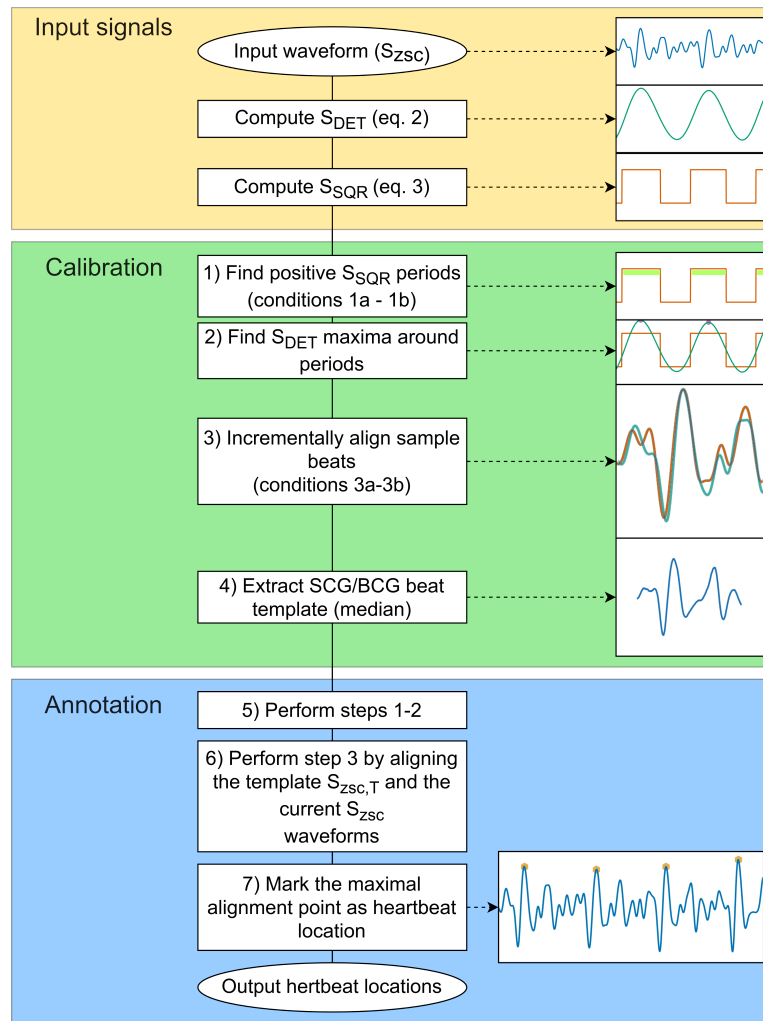 Input signals
Input waveform (SZSC)
Compute SDET (eq. 2)
Compute SSQR (eq. 3)
Calibration
1) Find positive SSQR periods
(conditions 1a - 1b)
2) Find SDET maxima around
periods
3) Incrementally align sample
beats
(conditions 3a-3b)
4) Extract SCG/BCG beat
template (median)
Annotation
5) Perform steps 1-2
6) Perform step 3 by aligning
the template Szsc,T and the
current Szsc
waveforms
7) Mark the maximal
alignment point as heartbeat
location
Output hertbeat locations